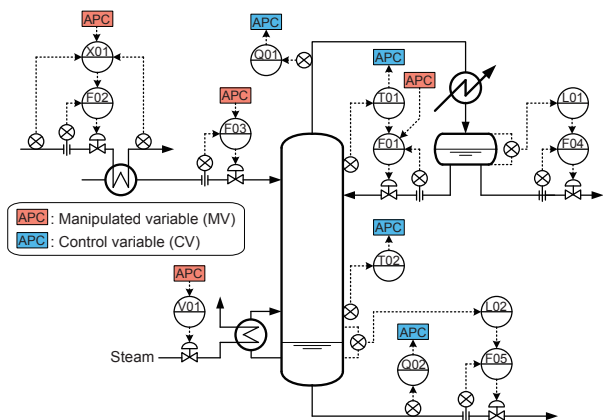 APC
APC
X01
Q01
APC
APC
F02
APC
T01
L01
F03
F01
F04
APC : Manipulated variable (MV)
APC : Control variable (CV)
APC
T02
APC
V01
L02
APC
Steam
Q02
F05